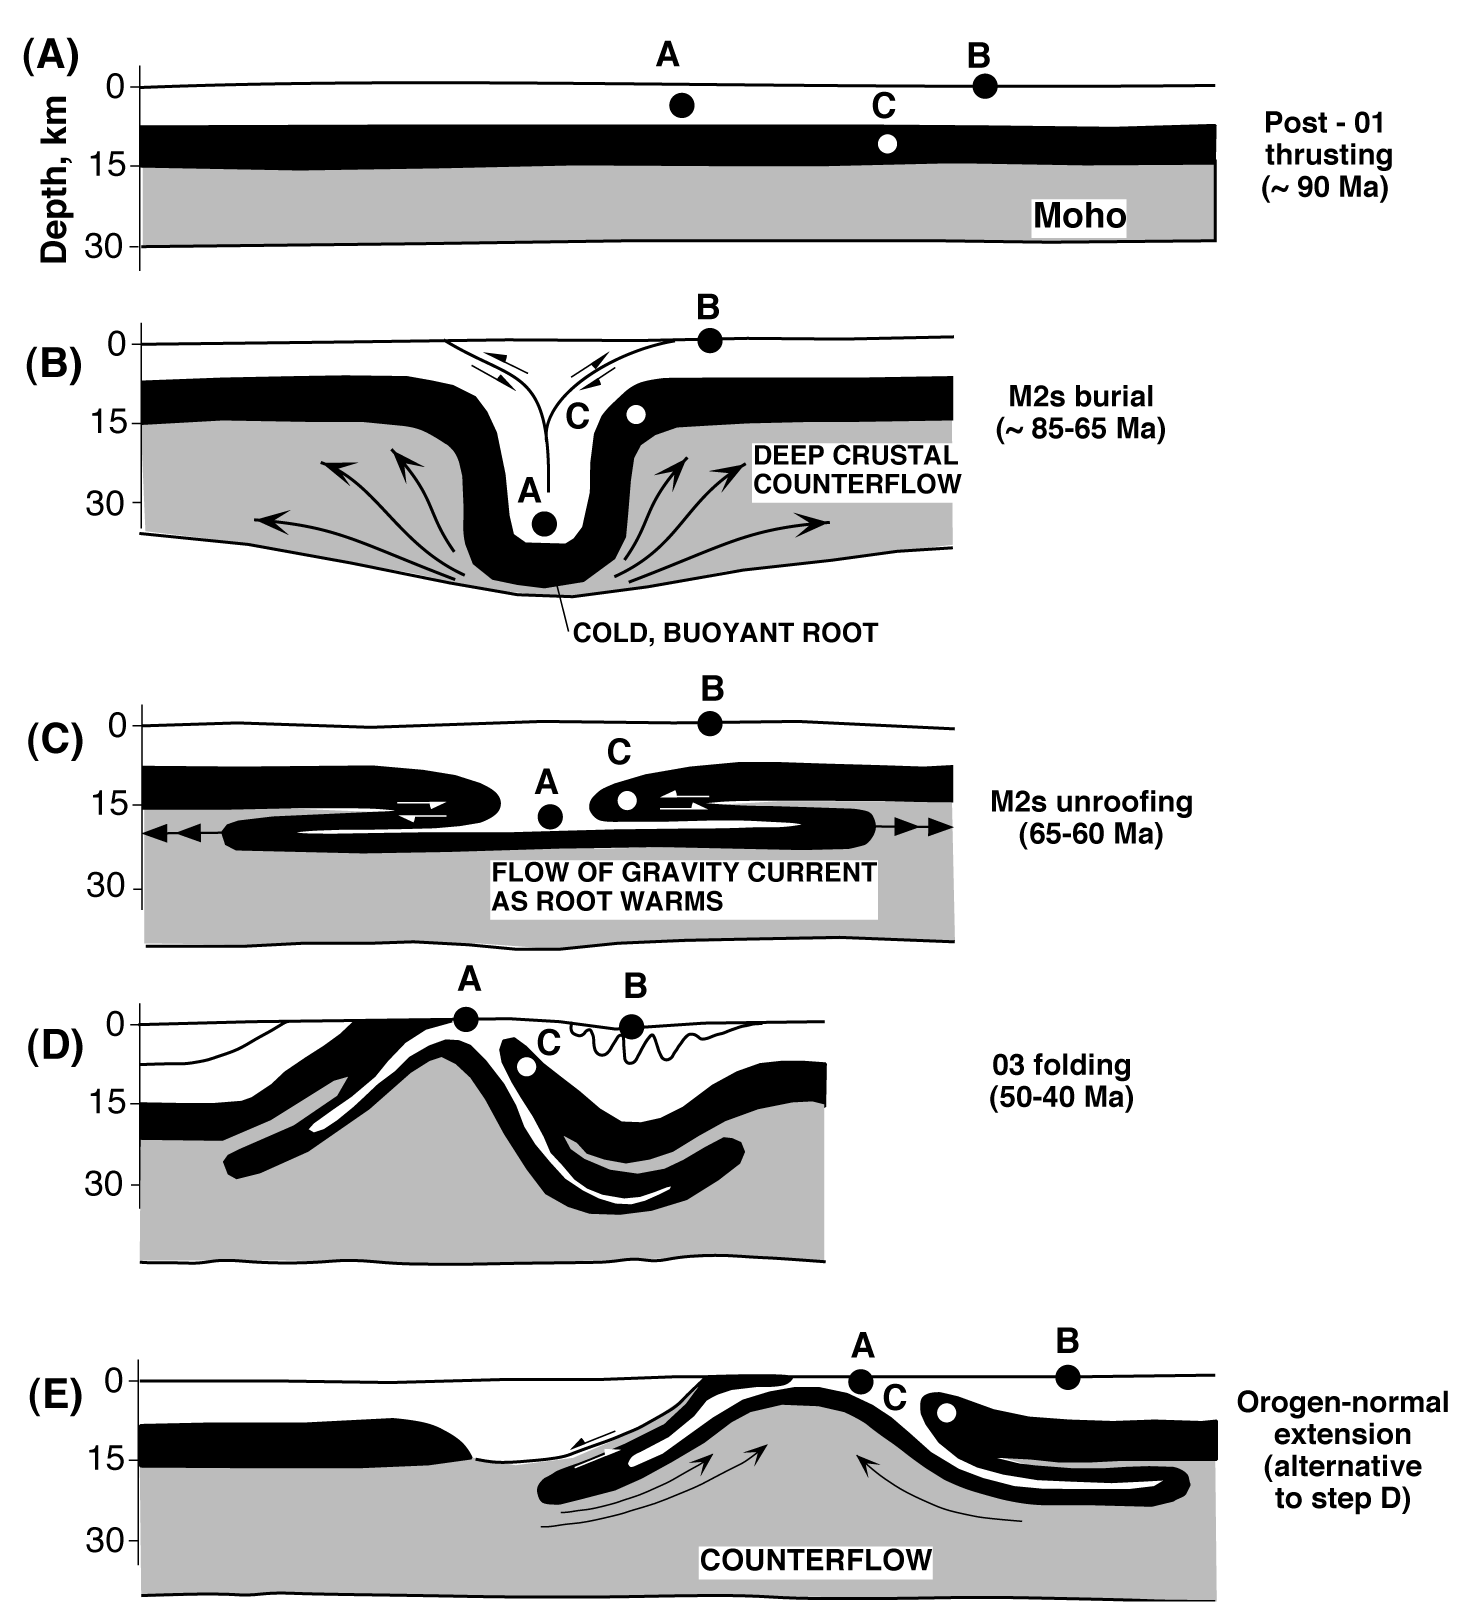 (A)
A
B
C
0
15
30
Depth, km
Moho
Post - 01
thrusting
(~ 90 Ma)
(B)
B
0
15
30
C
A
DEEP CRUSTAL
COUNTERFLOW
COLD, BUOYANT ROOT
M2s burial
(~ 85-65 Ma)
(C)
B
0
15
30
C
A
FLOW OF GRAVITY CURRENT
AS ROOT WARMS
M2s unroofing
(65-60 Ma)
(D)
A
B
0
15
30
C
03 folding
(50-40 Ma)
(E)
A
B
0
15
30
C
COUNTERFLOW
Orogen-normal
extension
(alternative
to step D)